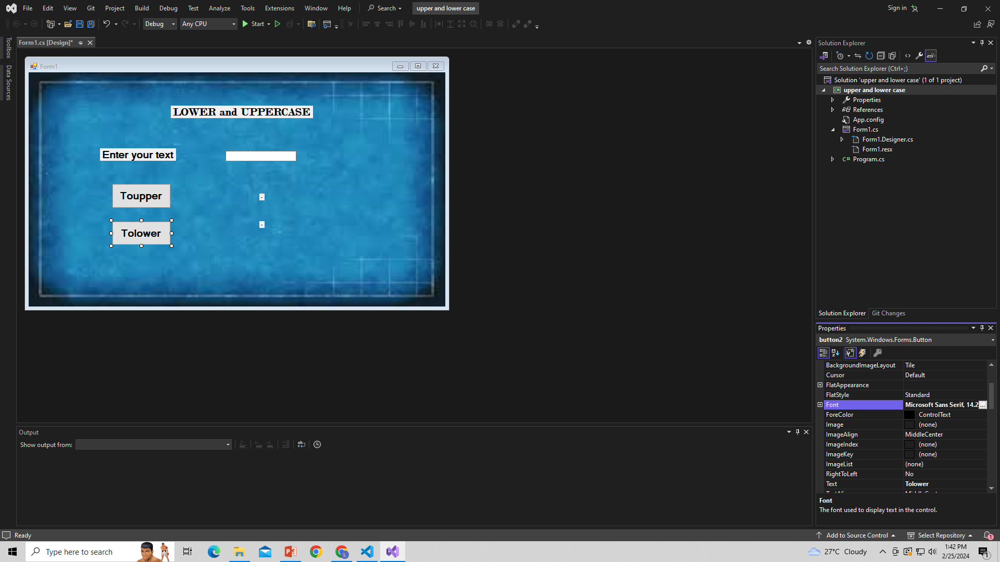 File Edit View Git Project Build Debug Test Analyze Tools Extensions Window Help Search upper and lower case Sign in
Debug Any CPU Start
Toolbox
Data Sources
Form1.cs [Design]*
Form1
LOWER and UPPERCASE
Enter your text
Toupper
-
-
Tolower
Output
Show output from:
Solution Explorer
Search Solution Explorer (Ctrl+;)
Solution 'upper and lower case' (1 of 1 project)
upper and lower case
Properties
References
App.config
Form1.cs
Form1.Designer.cs
Form1.resx
C# Program.cs
Solution Explorer Git Changes
Properties
button2 System.Windows.Forms.Button
BackgroundImageLayout Tile
Cursor Default
FlatAppearance
FlatStyle Standard
Font Microsoft Sans Serif, 14.2 ...
ForeColor ControlText
Image (none)
ImageAlign MiddleCenter
ImageIndex (none)
ImageKey (none)
ImageList (none)
RightToLeft No
Text Tolower
Font
The font used to display text in the control.
Ready Add to Source Control Select Repository 1
Type here to search 27°C Cloudy 1:42 PM
2/25/2024 1